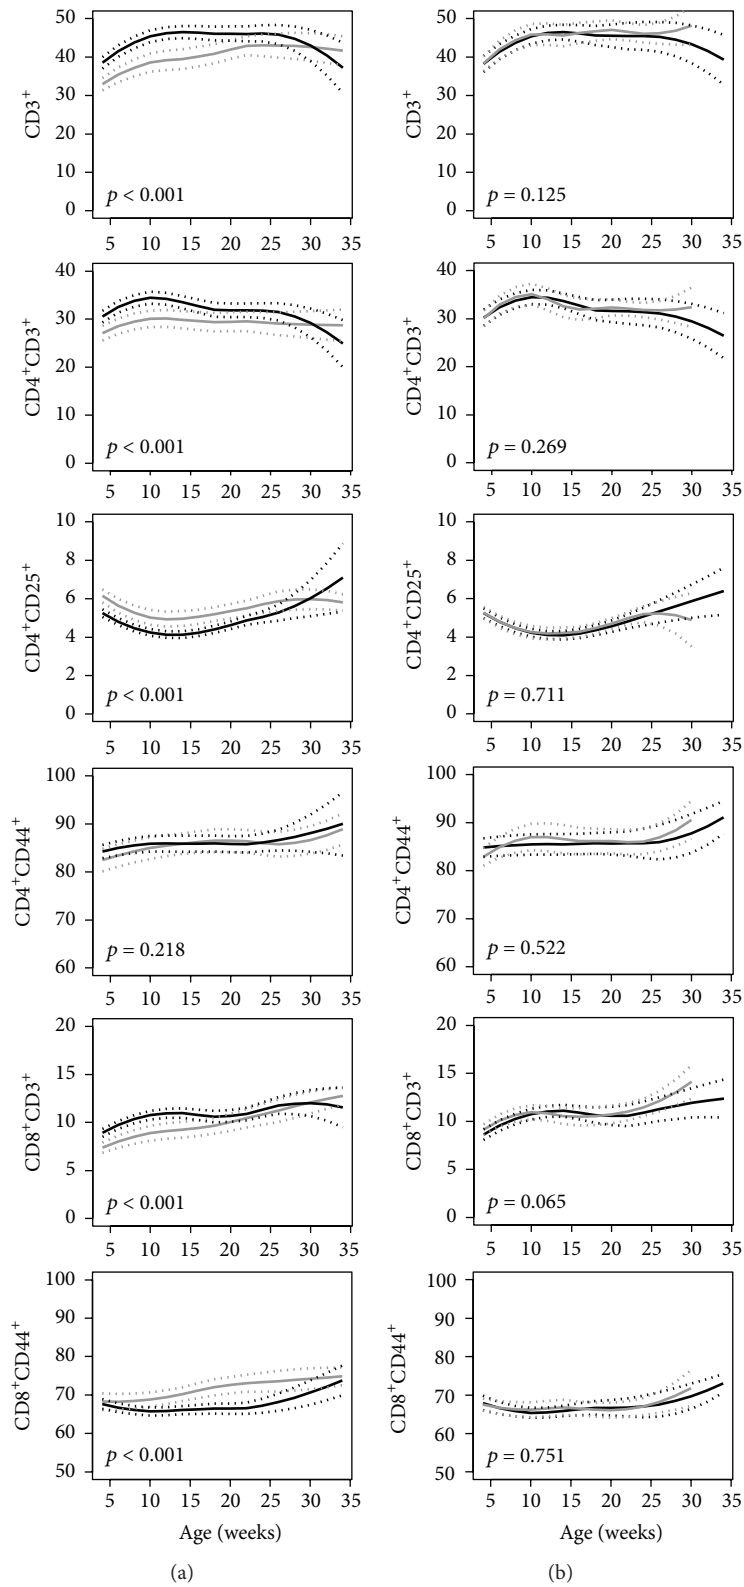 50
40
30
20
10
0
CD3⁺
p < 0.001
5 10 15 20 25 30 35
50
40
30
20
10
0
CD3⁺
p = 0.125
5 10 15 20 25 30 35
40
30
20
10
0
CD4⁺CD3⁺
p < 0.001
5 10 15 20 25 30 35
40
30
20
10
0
CD4⁺CD3⁺
p = 0.269
5 10 15 20 25 30 35
10
8
6
4
2
0
CD4⁺CD25⁺
p < 0.001
5 10 15 20 25 30 35
10
8
6
4
2
0
CD4⁺CD25⁺
p = 0.711
5 10 15 20 25 30 35
100
90
80
70
60
CD4⁺CD44⁺
p = 0.218
5 10 15 20 25 30 35
100
90
80
70
60
CD4⁺CD44⁺
p = 0.522
5 10 15 20 25 30 35
20
15
10
5
0
CD8⁺CD3⁺
p < 0.001
5 10 15 20 25 30 35
20
15
10
5
0
CD8⁺CD3⁺
p = 0.065
5 10 15 20 25 30 35
100
90
80
70
60
50
CD8⁺CD44⁺
p < 0.001
5 10 15 20 25 30 35
Age (weeks)
(a)
100
90
80
70
60
50
CD8⁺CD44⁺
p = 0.751
5 10 15 20 25 30 35
Age (weeks)
(b)